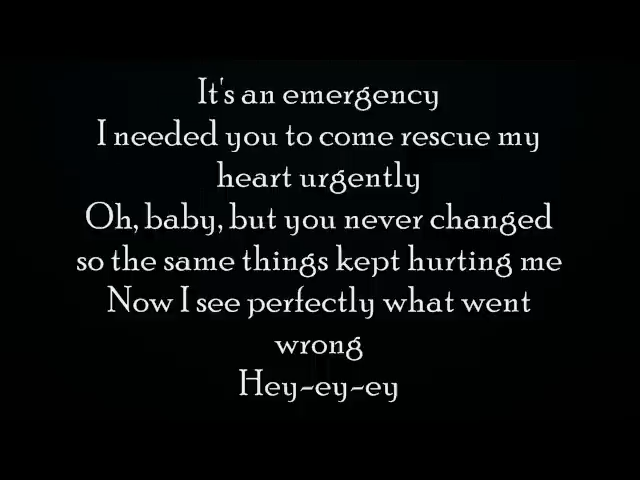 It's an emergency
I needed you to come rescue my
heart urgently
Oh, baby, but you never changed
so the same things kept hurting me
Now I see perfectly what went
wrong
Hey-ey-ey